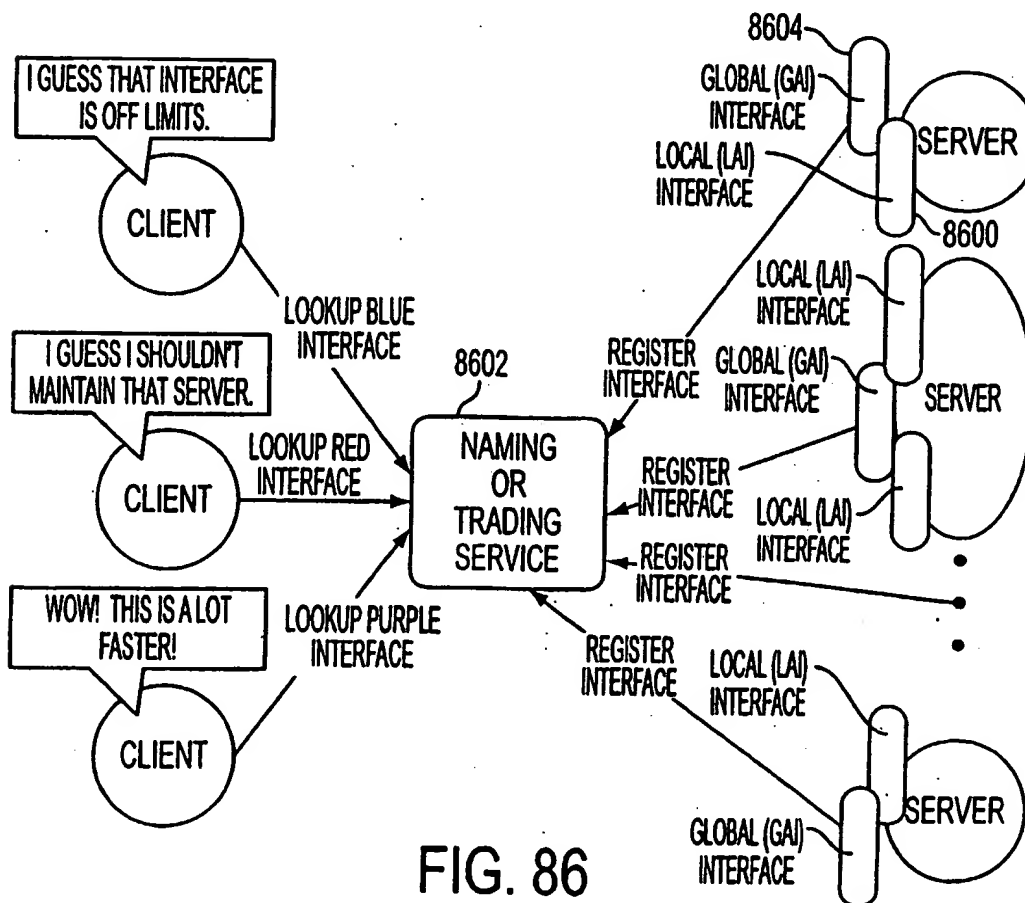 I GUESS THAT INTERFACE
IS OFF LIMITS.
CLIENT
LOOKUP BLUE
INTERFACE
I GUESS I SHOULDN'T
MAINTAIN THAT SERVER.
CLIENT
LOOKUP RED
INTERFACE
WOW! THIS IS A LOT
FASTER!
CLIENT
LOOKUP PURPLE
INTERFACE
8602
NAMING
OR
TRADING
SERVICE
8604
GLOBAL (GAI)
INTERFACE
SERVER
LOCAL (LAI)
INTERFACE
8600
REGISTER
INTERFACE
LOCAL (LAI)
INTERFACE
GLOBAL (GAI)
INTERFACE
SERVER
REGISTER
INTERFACE
LOCAL (LAI)
INTERFACE
REGISTER
INTERFACE
REGISTER
INTERFACE
LOCAL (LAI)
INTERFACE
SERVER
GLOBAL (GAI)
INTERFACE
FIG. 86